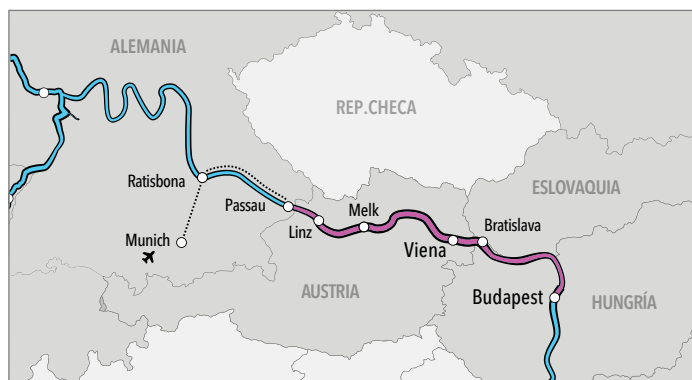 ALEMANIA
REP.CHECA
Ratisbona
ESLOVAQUIA
Passau
Melk
Linz
Bratislava
Munich
Viena
AUSTRIA
Budapest
HUNGRÍA